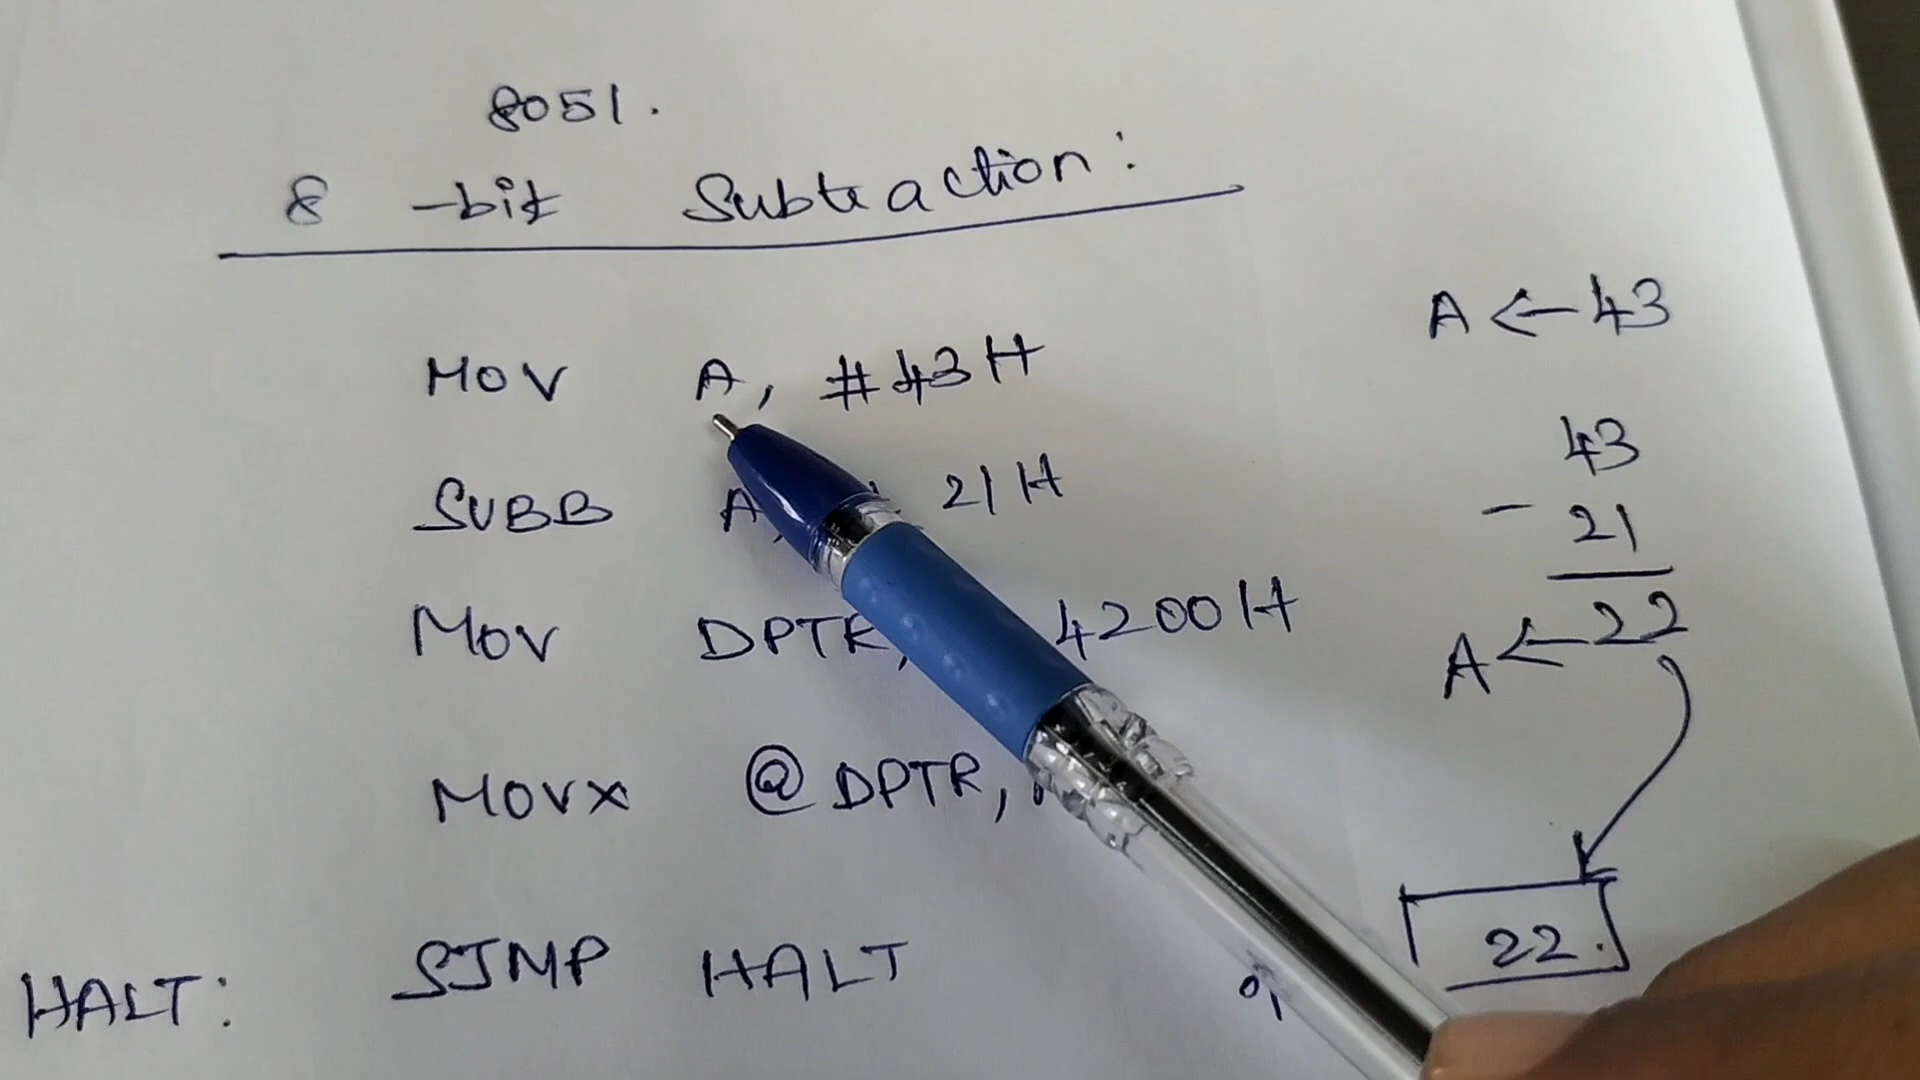 8051.
8 -bit Subtraction:
MOV A, #43H
A ← 43
SUBB A, 21H
43
- 21
MOV DPTR, 4200H
A ← 22
MOVX @DPTR,
22.
HALT: SJMP HALT